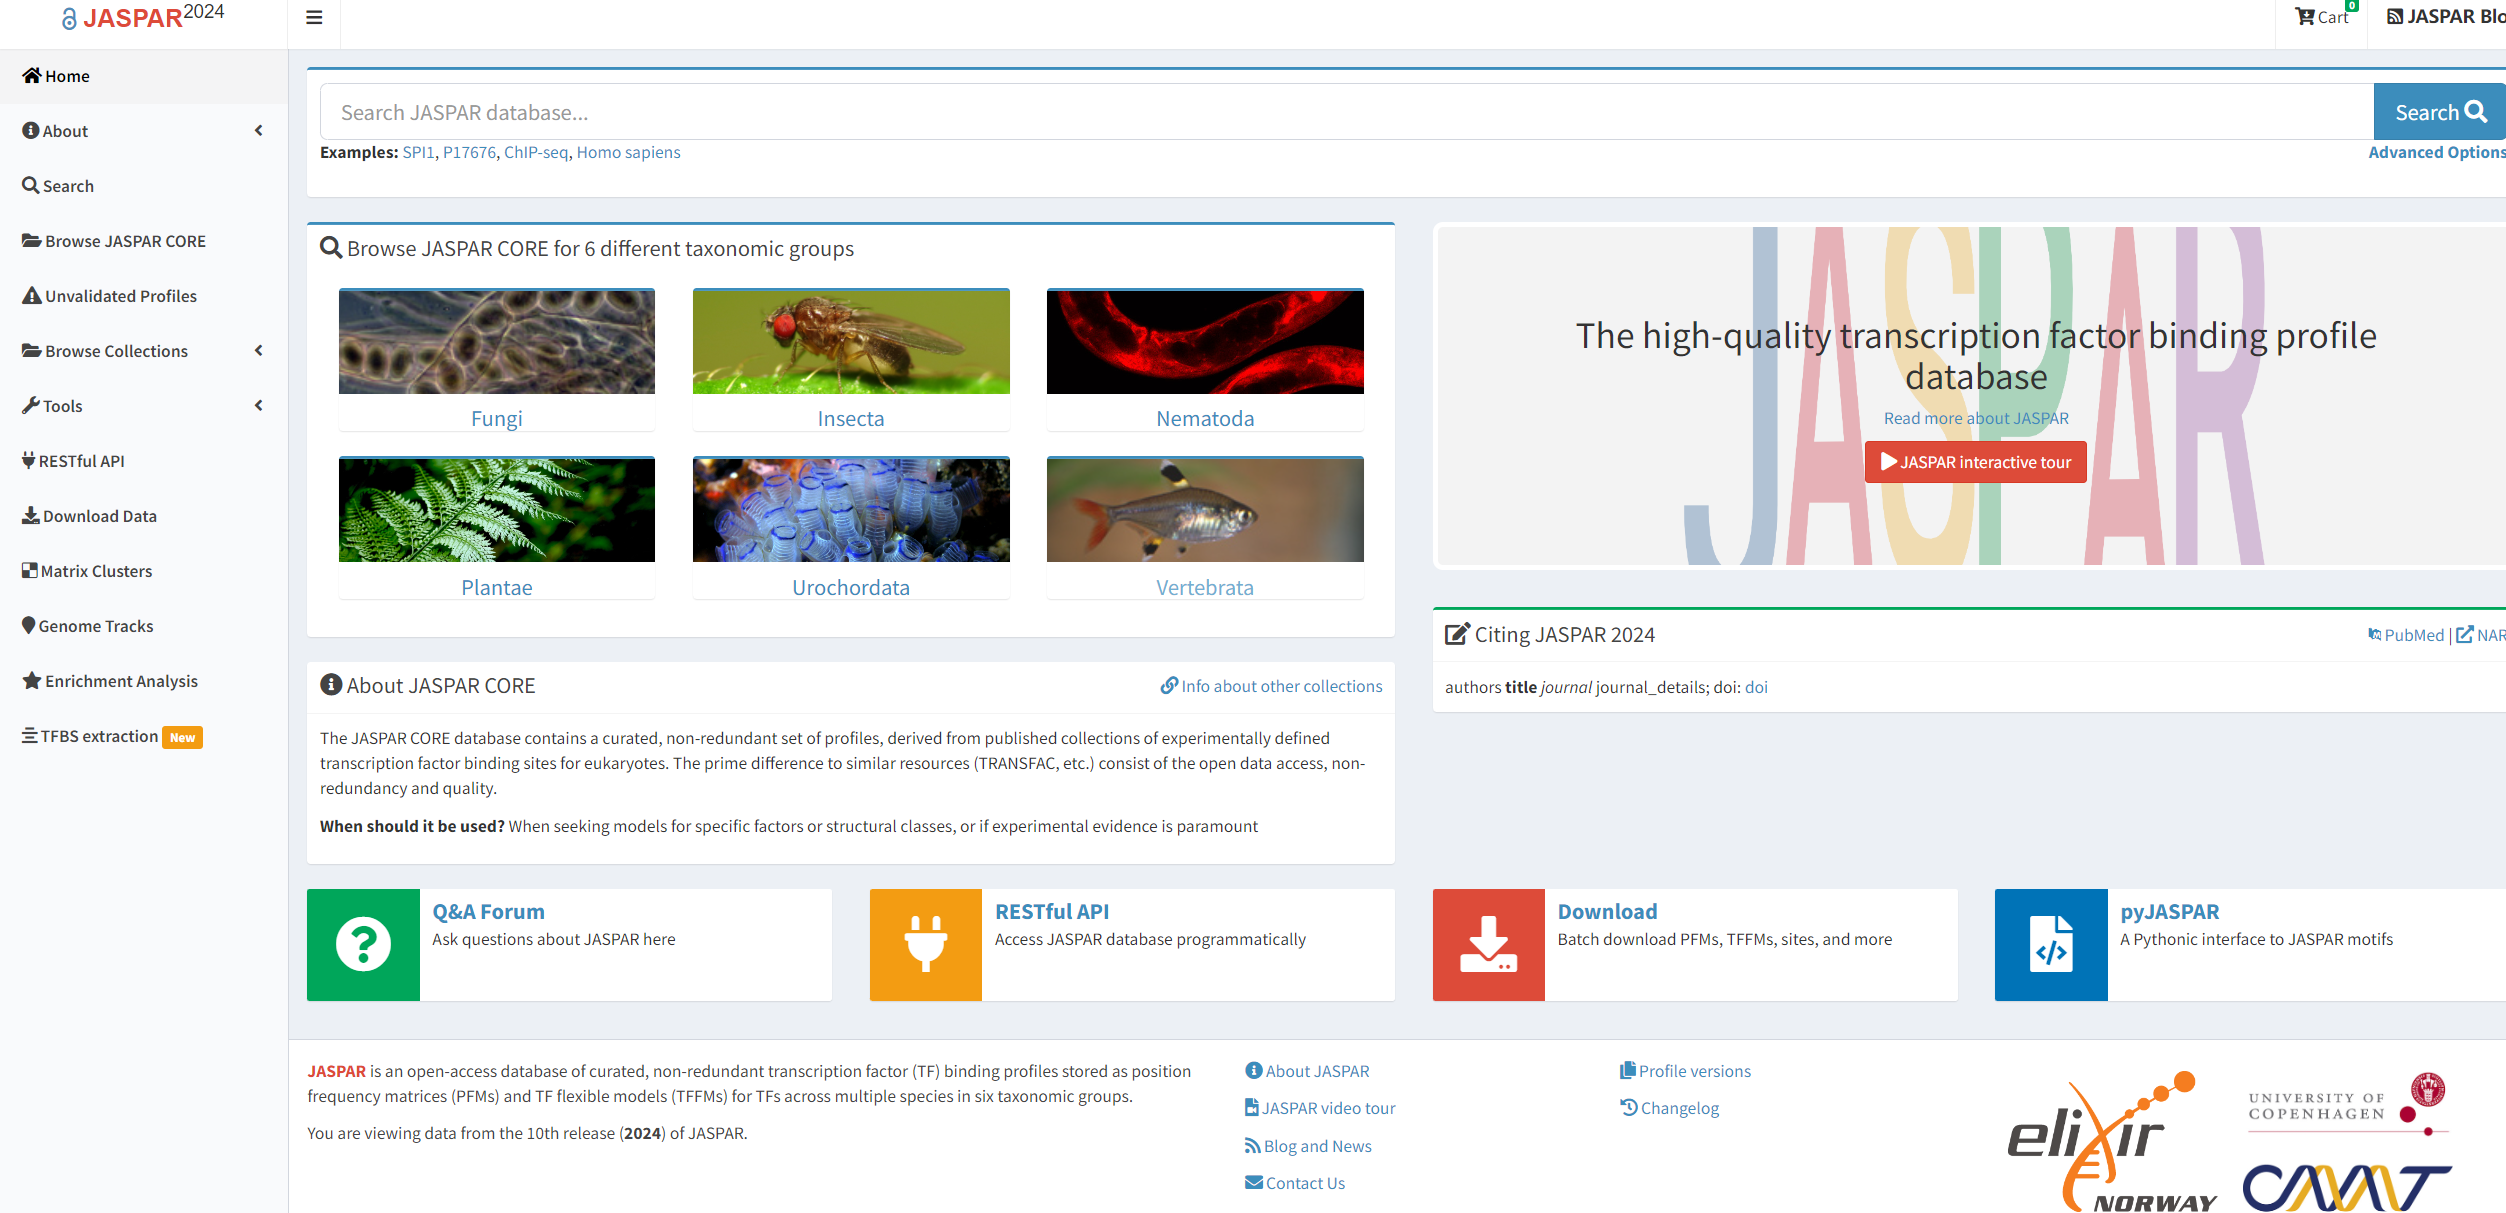 JASPAR2024
Cart 0
JASPAR Blo
Home
About
Search
Browse JASPAR CORE
Unvalidated Profiles
Browse Collections
Tools
RESTful API
Download Data
Matrix Clusters
Genome Tracks
Enrichment Analysis
TFBS extraction New
Search JASPAR database...
Search
Examples: SPI1, P17676, ChIP-seq, Homo sapiens
Advanced Options
Browse JASPAR CORE for 6 different taxonomic groups
Fungi
Insecta
Nematoda
Plantae
Urochordata
Vertebrata
JASPAR
The high-quality transcription factor binding profile
database
Read more about JASPAR
JASPAR interactive tour
Citing JASPAR 2024
PubMed | NAR
authors title journal journal_details; doi: doi
About JASPAR CORE
Info about other collections
The JASPAR CORE database contains a curated, non-redundant set of profiles, derived from published collections of experimentally defined
transcription factor binding sites for eukaryotes. The prime difference to similar resources (TRANSFAC, etc.) consist of the open data access, non-
redundancy and quality.
When should it be used? When seeking models for specific factors or structural classes, or if experimental evidence is paramount
Q&A Forum
Ask questions about JASPAR here
RESTful API
Access JASPAR database programmatically
Download
Batch download PFMs, TFFMs, sites, and more
pyJASPAR
A Pythonic interface to JASPAR motifs
JASPAR is an open-access database of curated, non-redundant transcription factor (TF) binding profiles stored as position
frequency matrices (PFMs) and TF flexible models (TFFMs) for TFs across multiple species in six taxonomic groups.
You are viewing data from the 10th release (2024) of JASPAR.
About JASPAR
JASPAR video tour
Blog and News
Contact Us
Profile versions
Changelog
elixir
NORWAY
UNIVERSITY OF
COPENHAGEN
CMMT